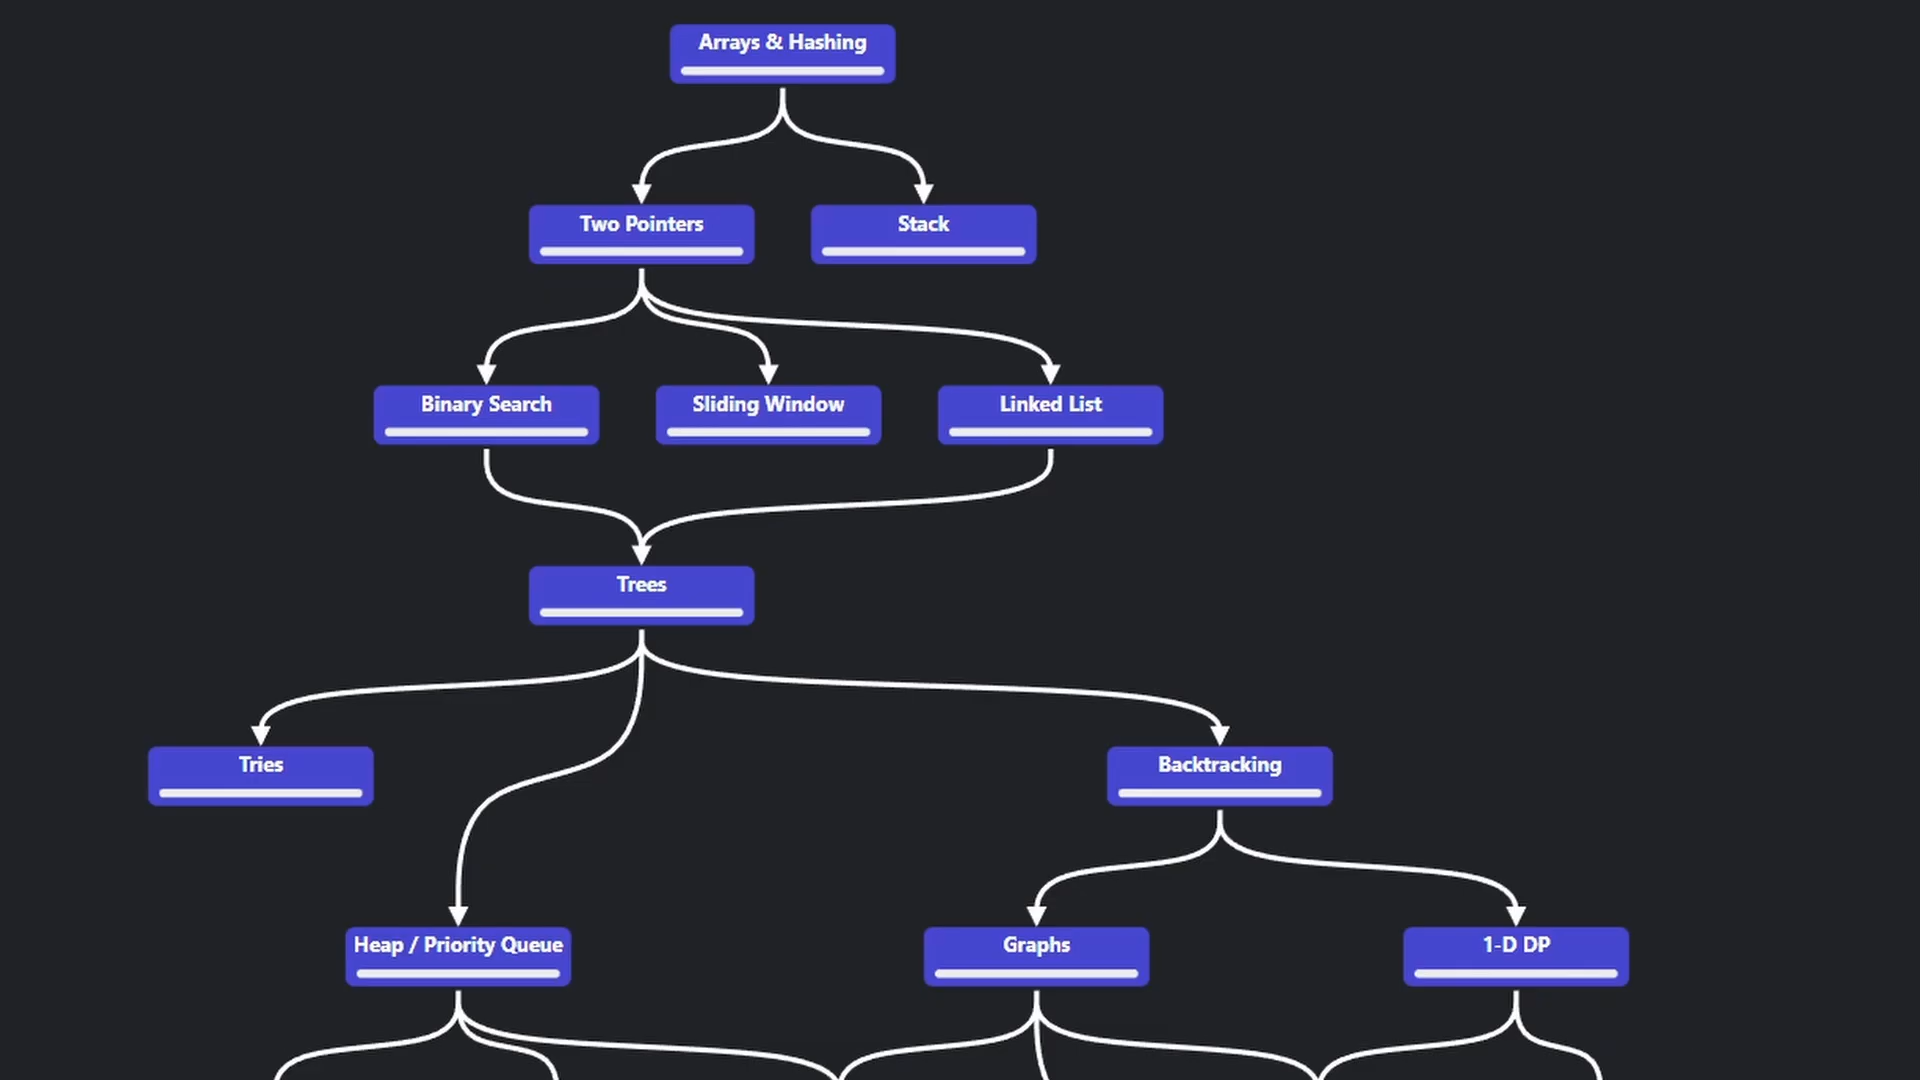 Arrays & Hashing
Two Pointers
Stack
Binary Search
Sliding Window
Linked List
Trees
Tries
Backtracking
Heap / Priority Queue
Graphs
1-D DP